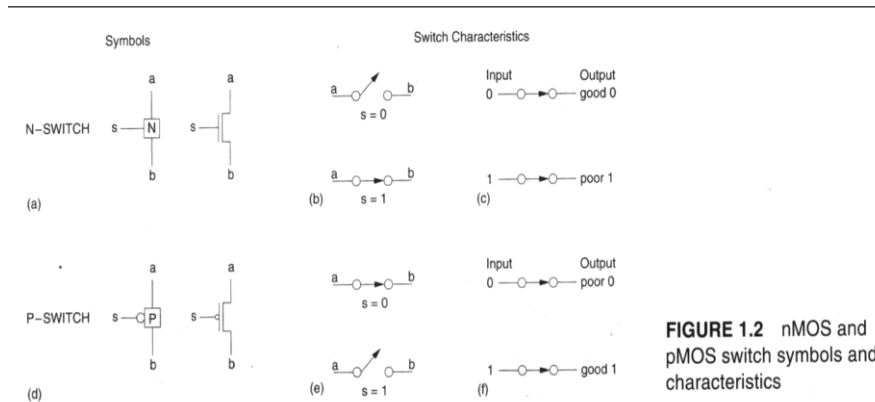 Symbols
Switch Characteristics
a
a
N-SWITCH
s
N
s
b
b
(a)
a
b
s = 0
a
b
s = 1
(b)
Input
Output
0
good 0
1
poor 1
(c)
a
a
P-SWITCH
s
P
s
b
b
(d)
a
b
s = 0
a
b
s = 1
(e)
Input
Output
0
poor 0
1
good 1
(f)
FIGURE 1.2 nMOS and
pMOS switch symbols and
characteristics